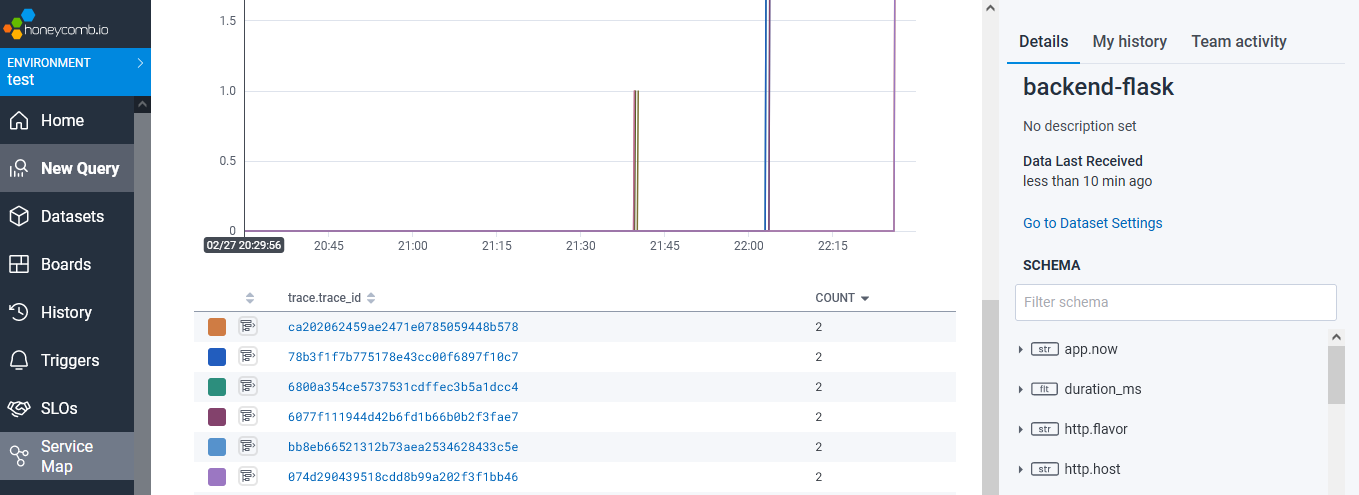 honeycomb.io
ENVIRONMENT
test
Home
New Query
Datasets
Boards
History
Triggers
SLOs
Service
Map
1.5
1.0
0.5
0
02/27 20:29:56
20:45
21:00
21:15
21:30
21:45
22:00
22:15
trace.trace_id
COUNT
ca202062459ae2471e0785059448b578
2
78b3f1f7b775178e43cc00f6897f10c7
2
6800a354ce5737531cdffec3b5a1dcc4
2
6077f111944d42b6fd1b66b0b2f3fae7
2
bb8eb66521312b73aea2534628433c5e
2
074d290439518cdd8b99a202f3f1bb46
2
Details
My history
Team activity
backend-flask
No description set
Data Last Received
less than 10 min ago
Go to Dataset Settings
SCHEMA
Filter schema
str app.now
flt duration_ms
str http.flavor
str http.host